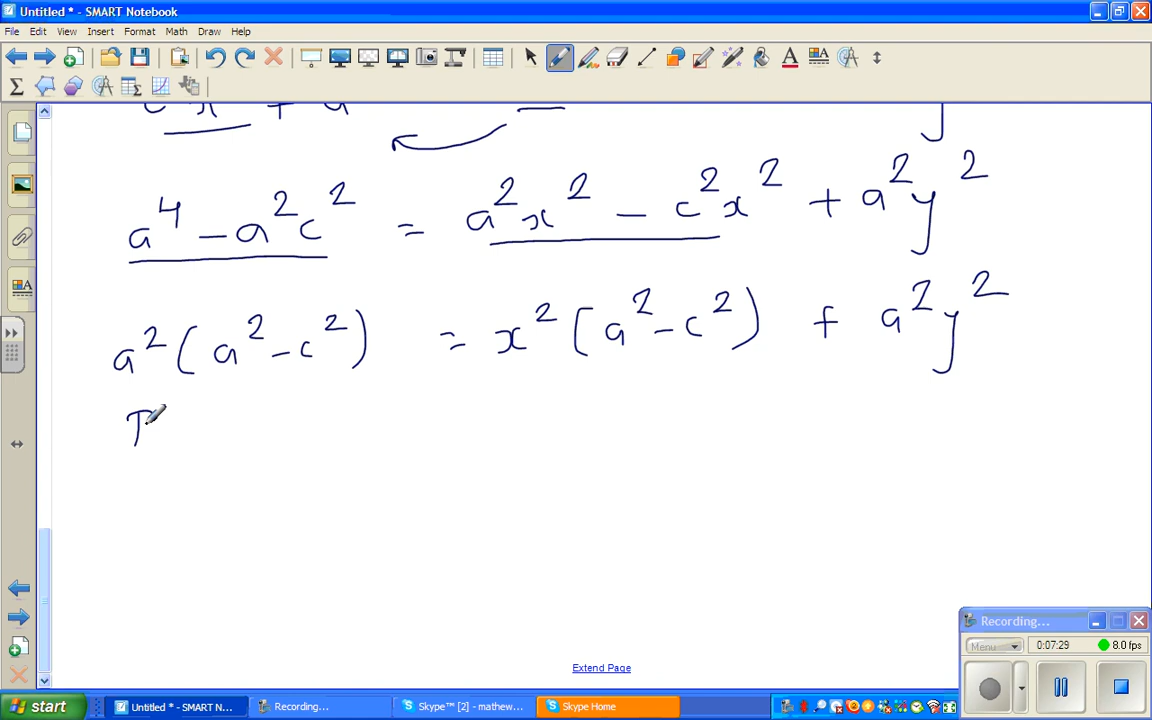 Untitled * - SMART Notebook
File Edit View Insert Format Math Draw Help
a⁴ - a²c² = a²x² - c²x² + a²y²
a²(a² - c²) = x²(a² - c²) + a²y²
Extend Page
Recording...
Menu
0:07:29
8.0 fps
start
Untitled * - SMART N...
Recording...
Skype™ [2] - mathew...
Skype Home